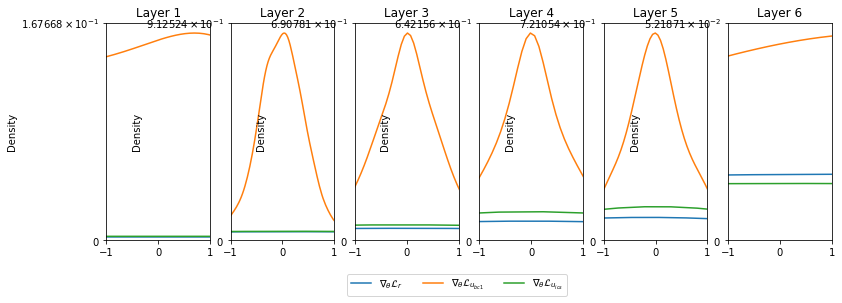 Layer 1
Layer 2
Layer 3
Layer 4
Layer 5
Layer 6
1.67668 × 10⁻¹
9.12524 × 10⁻¹
6.90781 × 10⁻¹
6.42156 × 10⁻¹
7.21054 × 10⁻¹
5.21871 × 10⁻²
Density
Density
Density
Density
Density
Density
0
0
0
0
0
0
−1 0 1
−1 0 1
−1 0 1
−1 0 1
−1 0 1
−1 0 1
∇θℒr
∇θℒu_bc1
∇θℒu_ics